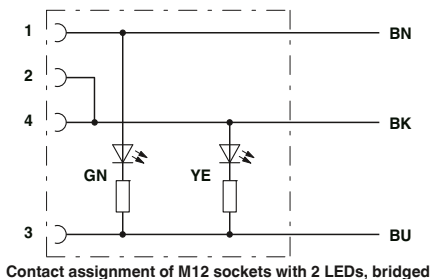 1 BN
2
4 BK
GN YE
3 BU
Contact assignment of M12 sockets with 2 LEDs, bridged